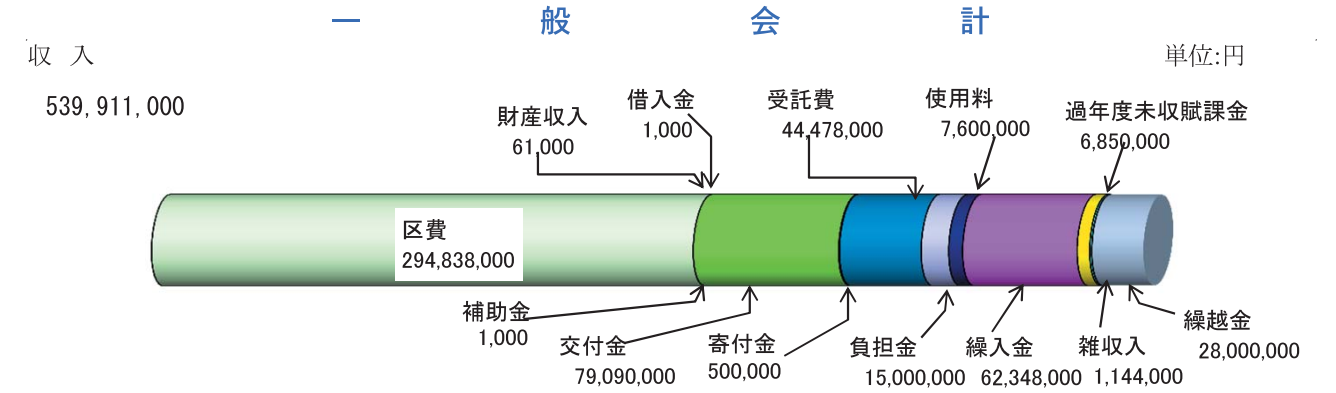 一般会計
収 入
単位:円
539,911,000
財産収入
61,000
借入金
1,000
受託費
44,478,000
使用料
7,600,000
過年度未収賦課金
6,850,000
区費
294,838,000
補助金
1,000
交付金
79,090,000
寄付金
500,000
負担金
15,000,000
繰入金
62,348,000
雑収入
1,144,000
繰越金
28,000,000